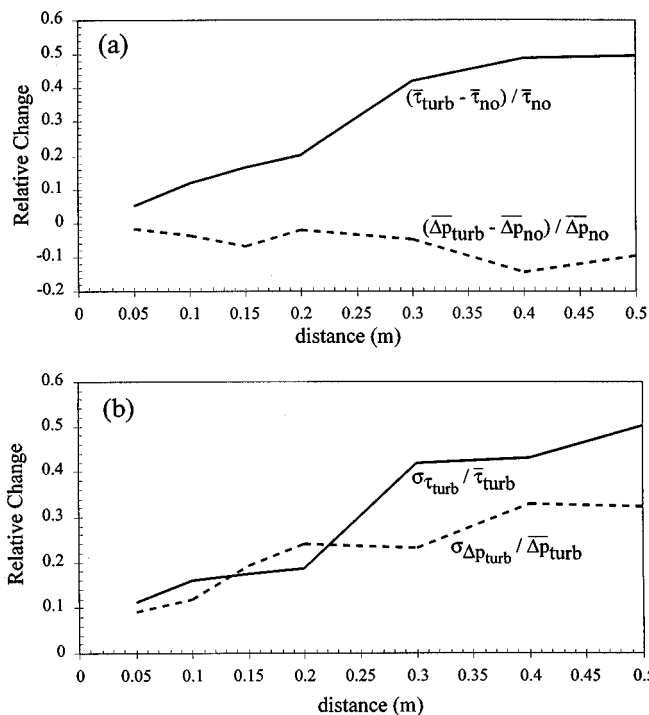 (a)
Relative Change
0.6
0.5
0.4
0.3
0.2
0.1
0
-0.1
-0.2
(τ̅turb - τ̅no) / τ̅no
(Δp̅turb - Δp̅no) / Δp̅no
0 0.05 0.1 0.15 0.2 0.25 0.3 0.35 0.4 0.45 0.5
distance (m)
(b)
Relative Change
0.6
0.5
0.4
0.3
0.2
0.1
0
στturb / τ̅turb
σΔpturb / Δp̅turb
0 0.05 0.1 0.15 0.2 0.25 0.3 0.35 0.4 0.45 0.5
distance (m)